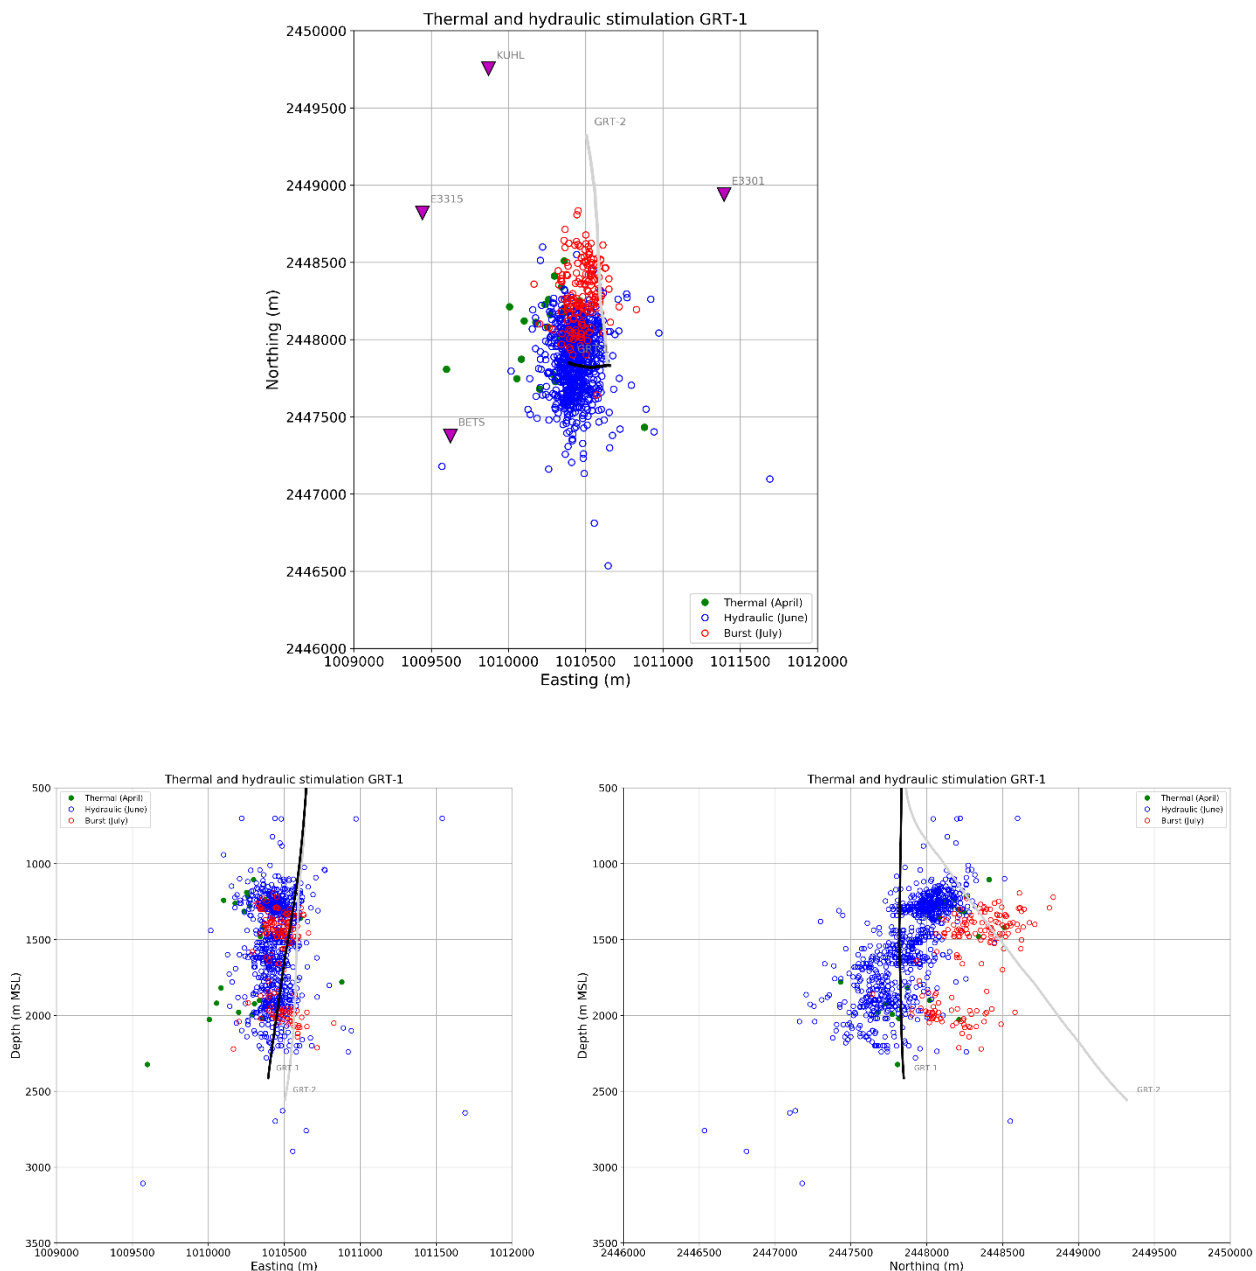 Thermal and hydraulic stimulation GRT-1
2450000
KUHL
2449500
GRT-2
2449000
E3315
E3301
2448500
2448000
2447500
BETS
2447000
2446500
2446000
Northing (m)
Thermal (April)
Hydraulic (June)
Burst (July)
1009000 1009500 1010000 1010500 1011000 1011500 1012000
Easting (m)
Thermal and hydraulic stimulation GRT-1
500
Thermal (April)
Hydraulic (June)
Burst (July)
1000
1500
2000
2500
3000
3500
Depth (m MSL)
GRT 1
GRT-2
1009000 1009500 1010000 1010500 1011000 1011500 1012000
Easting (m)
Thermal and hydraulic stimulation GRT-1
500
Thermal (April)
Hydraulic (June)
Burst (July)
1000
1500
2000
2500
3000
3500
Depth (m MSL)
GRT 1
GRT-2
2446000 2446500 2447000 2447500 2448000 2448500 2449000 2449500 2450000
Northing (m)